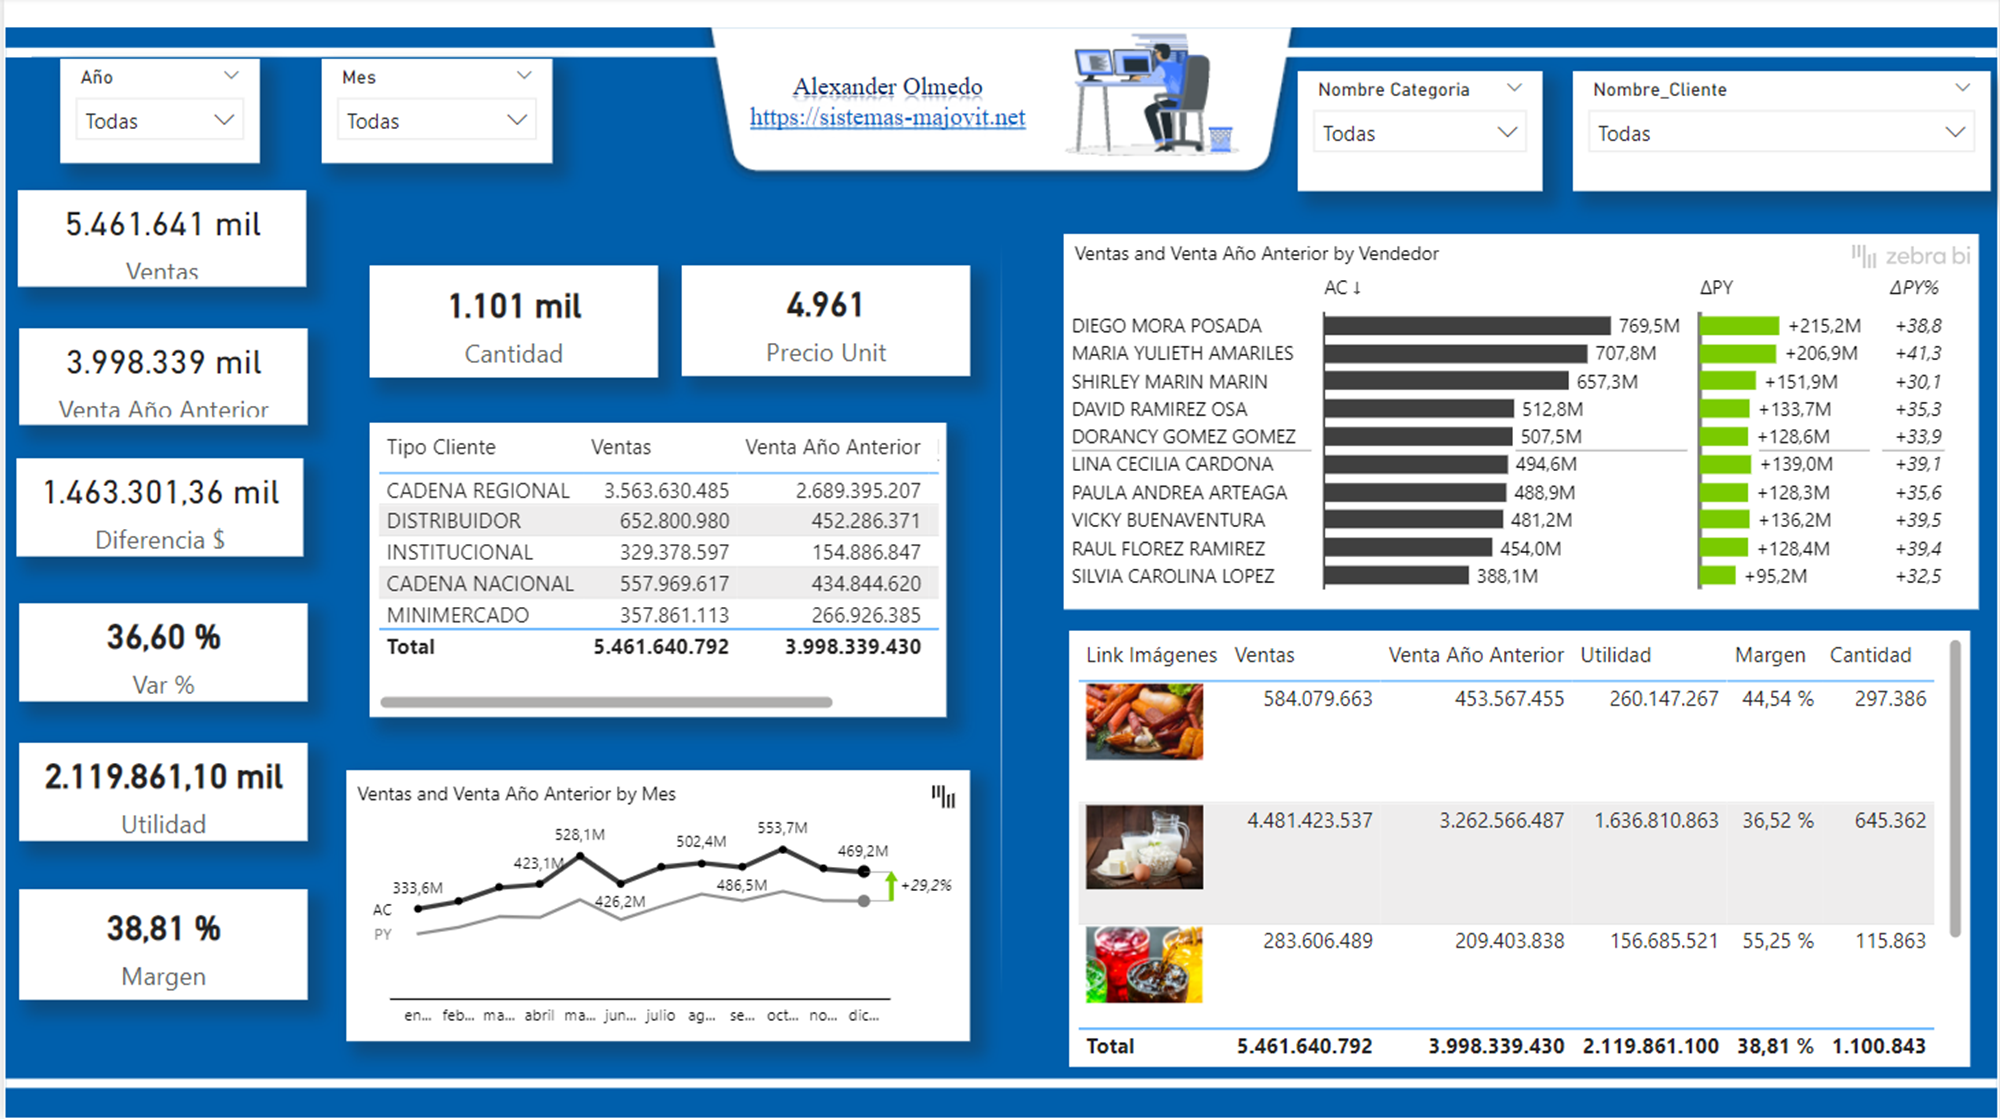 Año
Todas
Mes
Todas
Alexander Olmedo
https://sistemas-majovit.net
Nombre Categoria
Todas
Nombre_Cliente
Todas
5.461.641 mil
Ventas
3.998.339 mil
Venta Año Anterior
1.463.301,36 mil
Diferencia $
36,60 %
Var %
2.119.861,10 mil
Utilidad
38,81 %
Margen
1.101 mil
Cantidad
4.961
Precio Unit
Tipo Cliente Ventas Venta Año Anterior
CADENA REGIONAL 3.563.630.485 2.689.395.207
DISTRIBUIDOR 652.800.980 452.286.371
INSTITUCIONAL 329.378.597 154.886.847
CADENA NACIONAL 557.969.617 434.844.620
MINIMERCADO 357.861.113 266.926.385
Total 5.461.640.792 3.998.339.430
Ventas and Venta Año Anterior by Mes
333,6M 423,1M 528,1M 426,2M 502,4M 486,5M 553,7M 469,2M
+29,2%
AC
PY
en... feb... ma... abril ma... jun... julio ag... se... oct... no... dic...
Ventas and Venta Año Anterior by Vendedor
zebra bi
AC ↓ ΔPY ΔPY%
DIEGO MORA POSADA 769,5M +215,2M +38,8
MARIA YULIETH AMARILES 707,8M +206,9M +41,3
SHIRLEY MARIN MARIN 657,3M +151,9M +30,1
DAVID RAMIREZ OSA 512,8M +133,7M +35,3
DORANCY GOMEZ GOMEZ 507,5M +128,6M +33,9
LINA CECILIA CARDONA 494,6M +139,0M +39,1
PAULA ANDREA ARTEAGA 488,9M +128,3M +35,6
VICKY BUENAVENTURA 481,2M +136,2M +39,5
RAUL FLOREZ RAMIREZ 454,0M +128,4M +39,4
SILVIA CAROLINA LOPEZ 388,1M +95,2M +32,5
Link Imágenes Ventas Venta Año Anterior Utilidad Margen Cantidad
584.079.663 453.567.455 260.147.267 44,54 % 297.386
4.481.423.537 3.262.566.487 1.636.810.863 36,52 % 645.362
283.606.489 209.403.838 156.685.521 55,25 % 115.863
Total 5.461.640.792 3.998.339.430 2.119.861.100 38,81 % 1.100.843